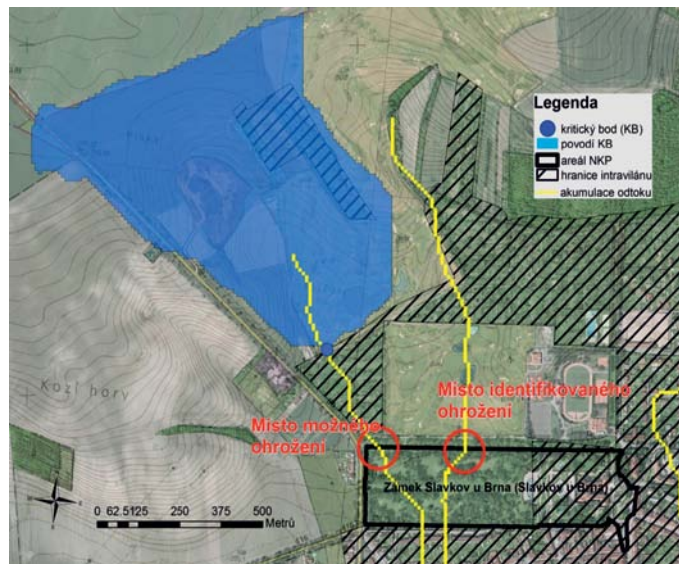 Legenda
kritický bod (KB)
povodí KB
areál NKP
hranice intravilánu
akumulace odtoku
Kozí hory
Místo identifikovaného
ohrožení
Místo možného
ohrožení
Zámek Slavkov u Brna (Slavkov u Brna)
0 62.5125 250 375 500
Metrů